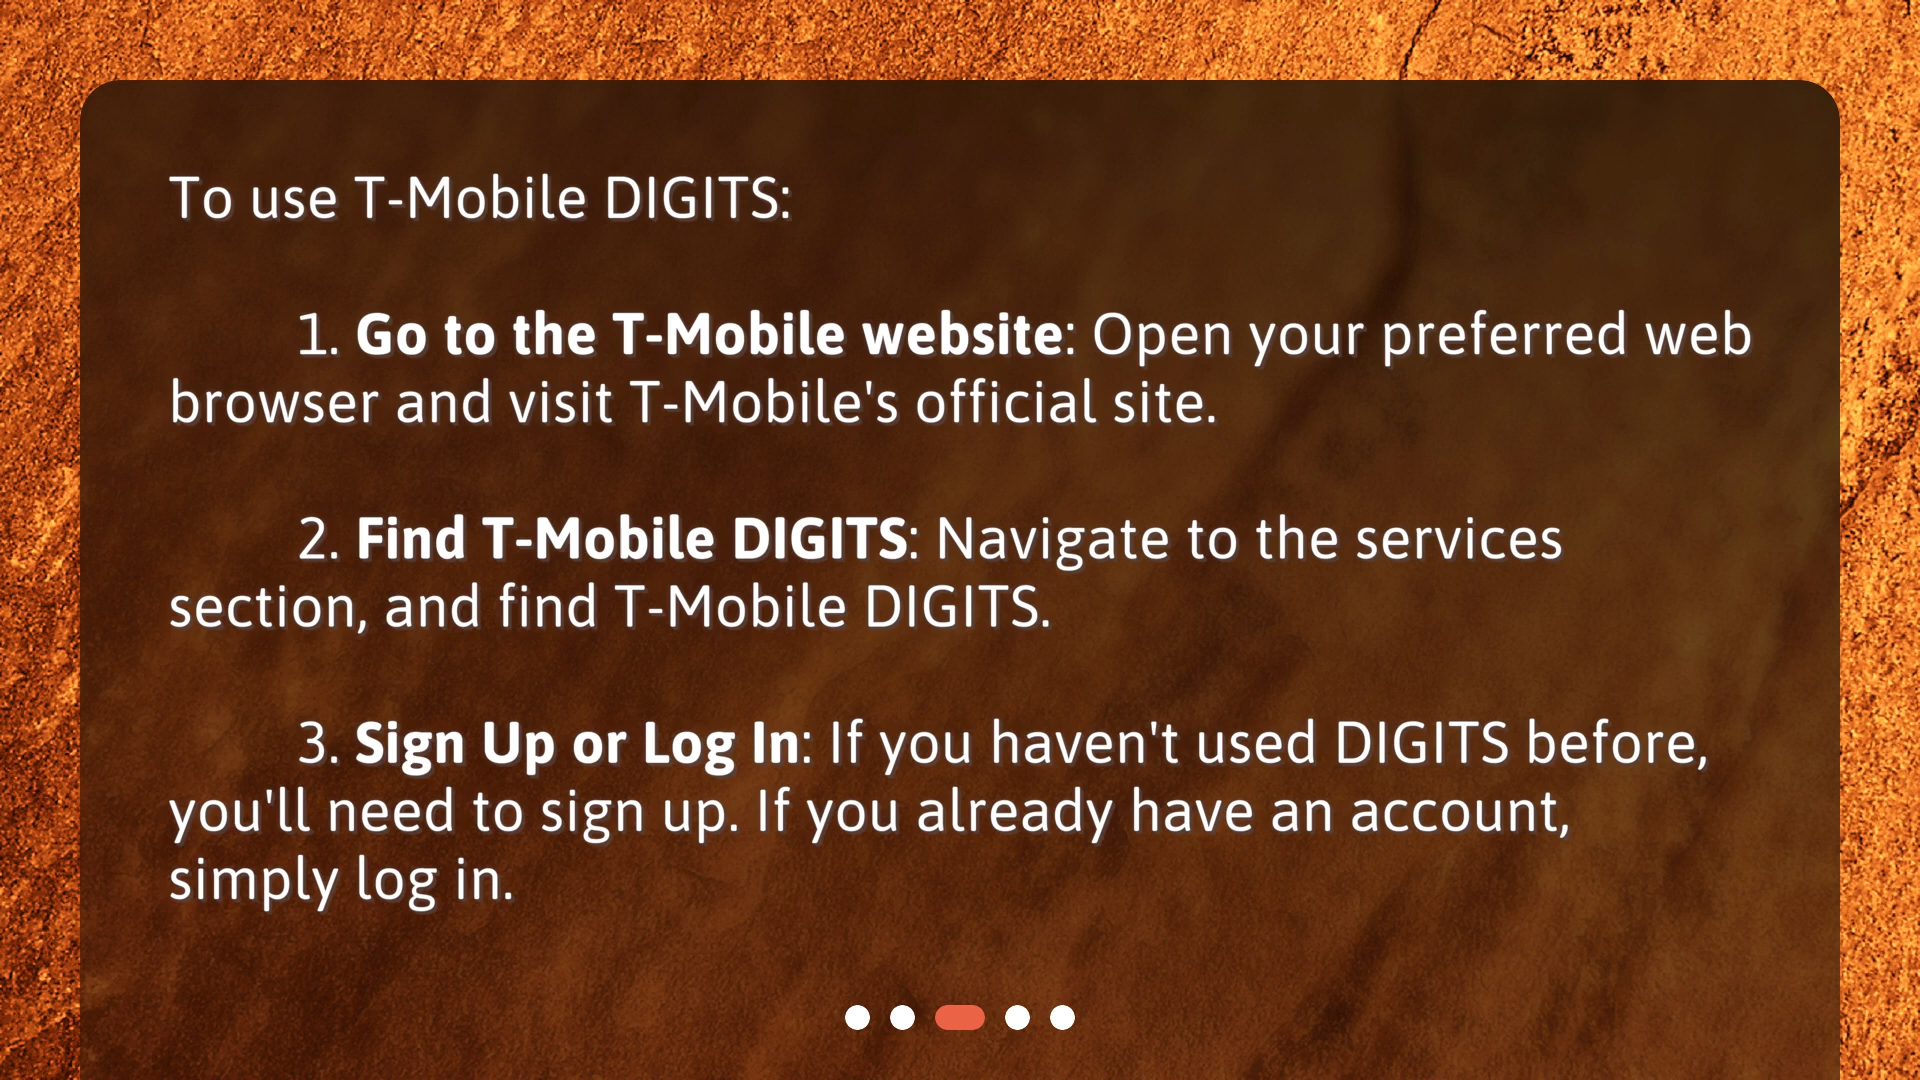 To use T-Mobile DIGITS:
1. Go to the T-Mobile website: Open your preferred web
browser and visit T-Mobile's official site.
2. Find T-Mobile DIGITS: Navigate to the services
section, and find T-Mobile DIGITS.
3. Sign Up or Log In: If you haven't used DIGITS before,
you'll need to sign up. If you already have an account,
simply log in.